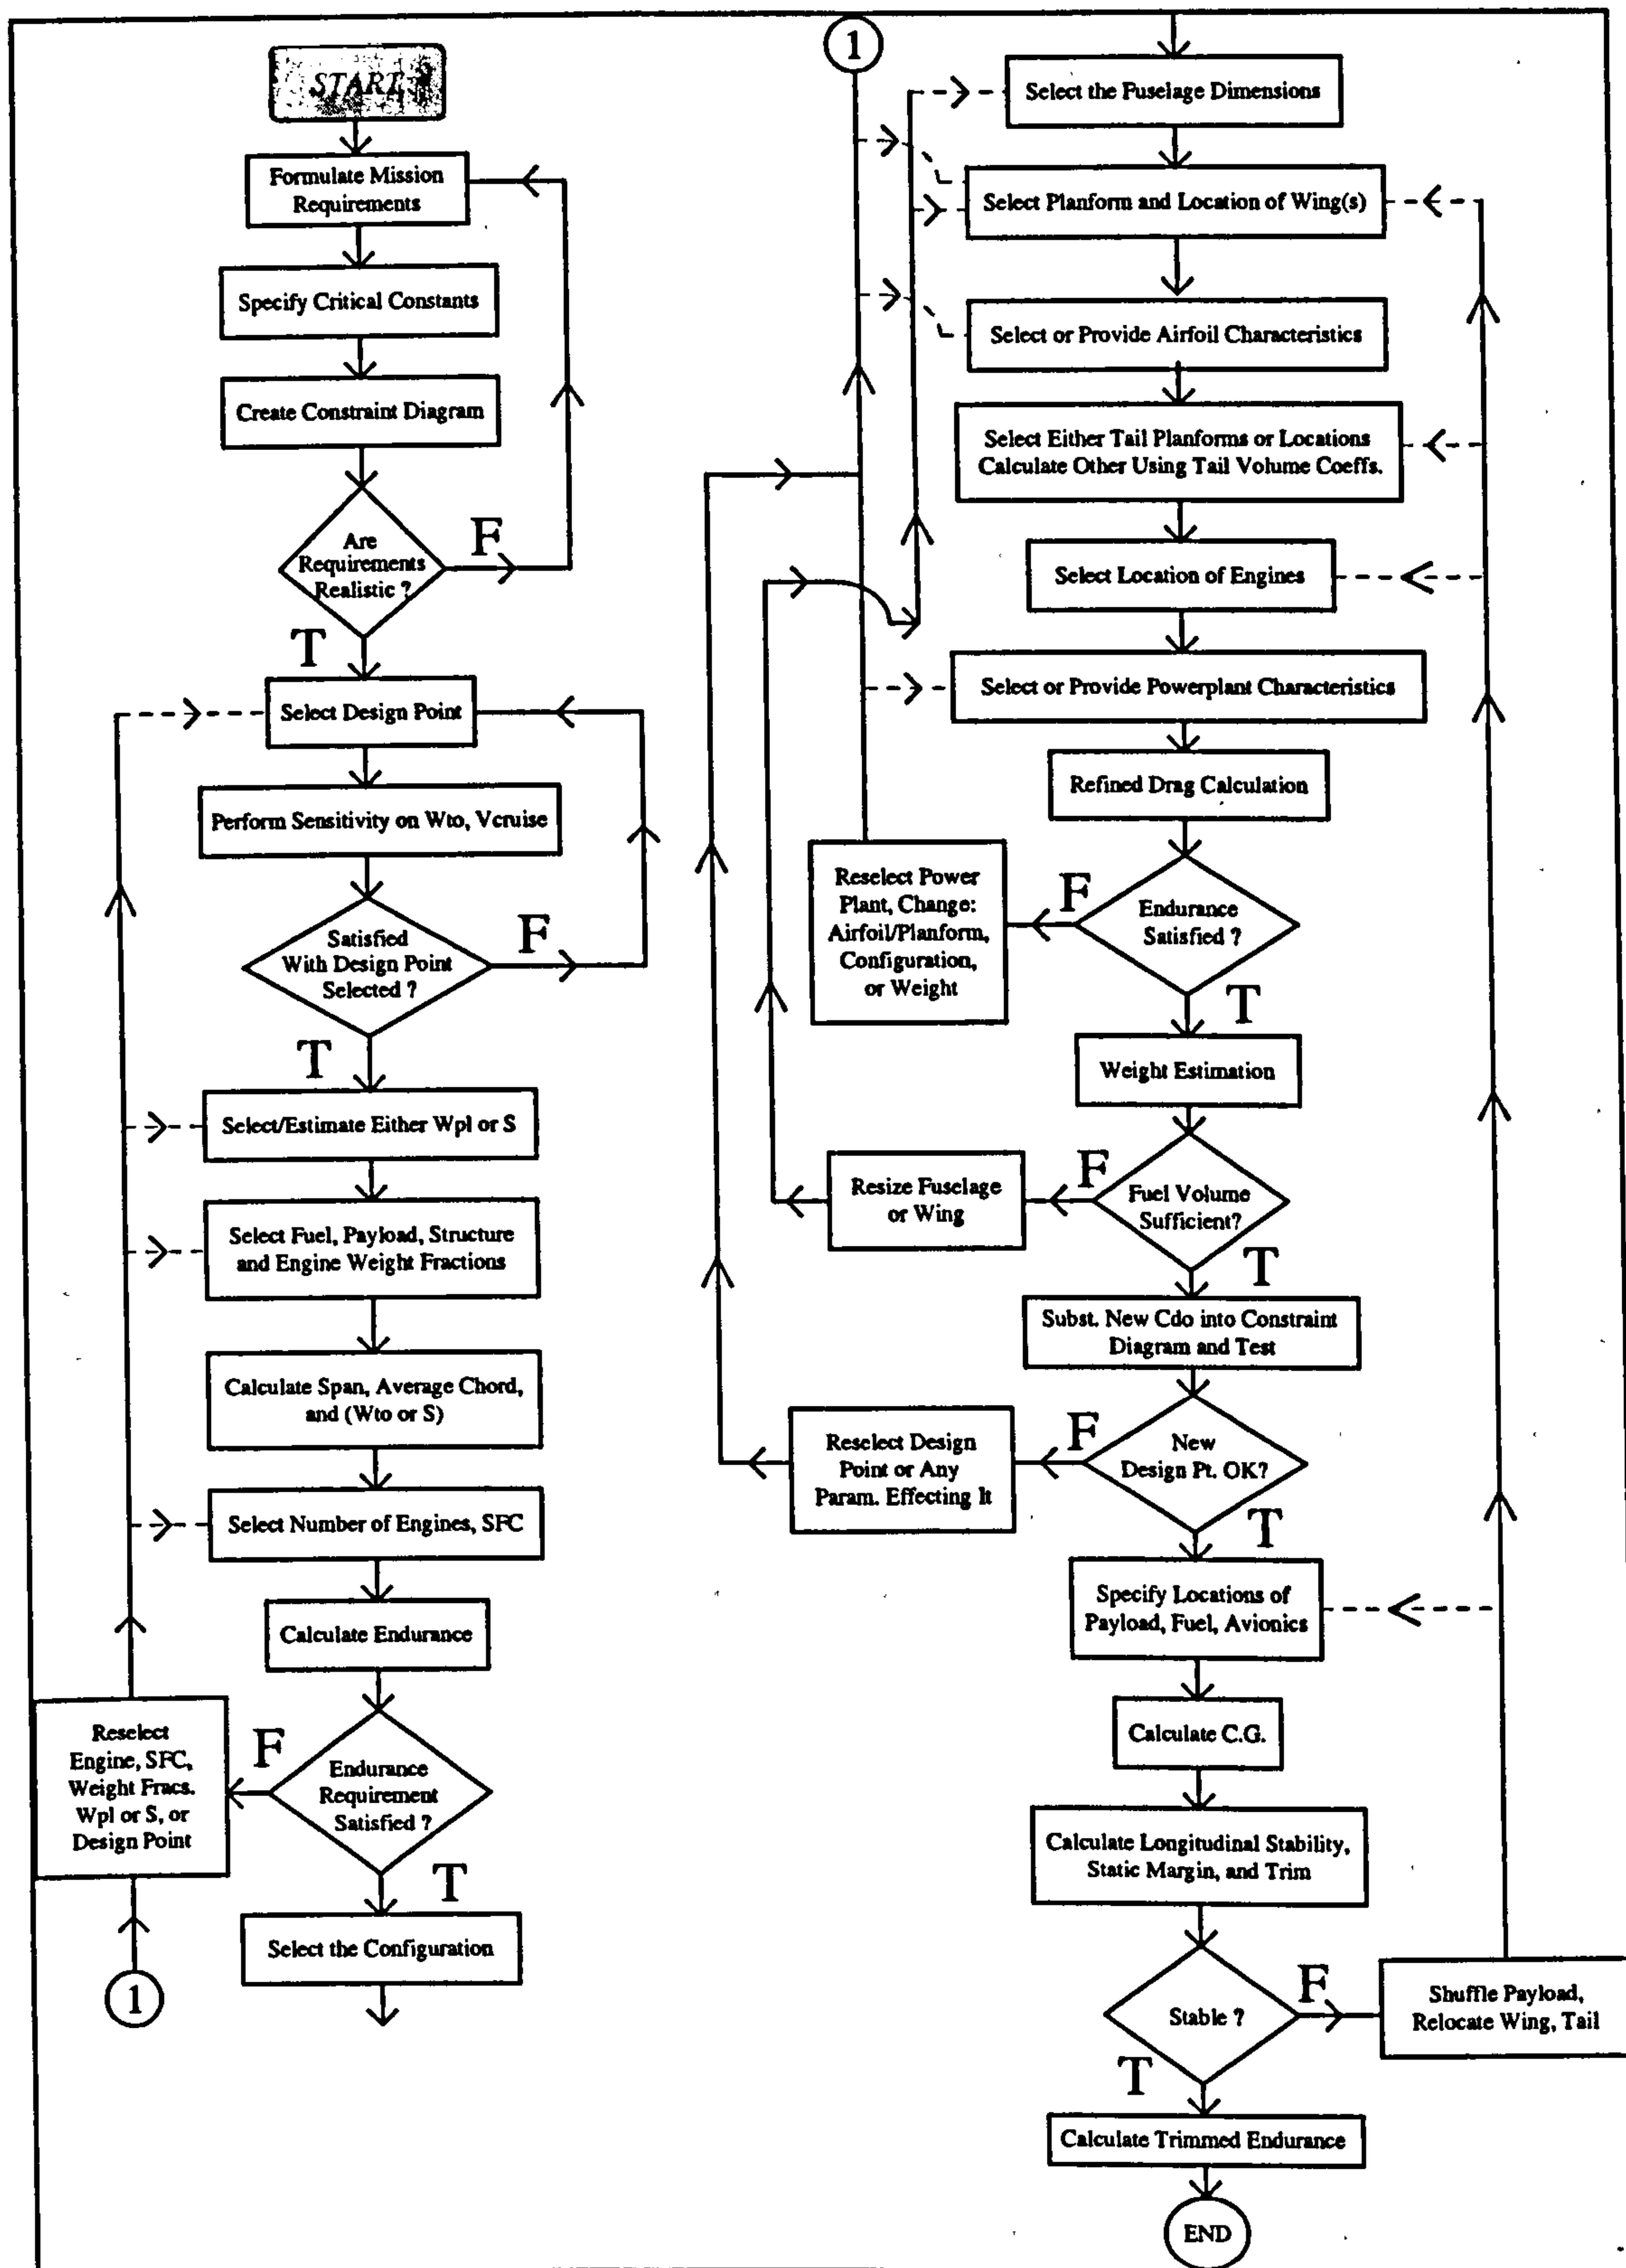 START
Formulate Mission
Requirements
Specify Critical Constants
Create Constraint Diagram
Are
Requirements
Realistic ?
F
T
Select Design Point
Perform Sensitivity on Wto, Vcruise
Satisfied
With Design Point
Selected ?
F
T
Select/Estimate Either Wpl or S
Select Fuel, Payload, Structure
and Engine Weight Fractions
Calculate Span, Average Chord,
and (Wto or S)
Select Number of Engines, SFC
Calculate Endurance
Endurance
Requirement
Satisfied ?
F
Reselect
Engine, SFC,
Weight Fracs.
Wpl or S, or
Design Point
1
T
Select the Configuration
1
Select the Fuselage Dimensions
Select Planform and Location of Wing(s)
Select or Provide Airfoil Characteristics
Select Either Tail Planforms or Locations
Calculate Other Using Tail Volume Coeffs.
Select Location of Engines
Select or Provide Powerplant Characteristics
Refined Drag Calculation
Endurance
Satisfied ?
F
Reselect Power
Plant, Change:
Airfoil/Planform,
Configuration,
or Weight
T
Weight Estimation
Fuel Volume
Sufficient?
F
Resize Fuselage
or Wing
T
Subst. New Cdo into Constraint
Diagram and Test
New
Design Pt. OK?
F
Reselect Design
Point or Any
Param. Effecting It
T
Specify Locations of
Payload, Fuel, Avionics
Calculate C.G.
Calculate Longitudinal Stability,
Static Margin, and Trim
Stable ?
F
Shuffle Payload,
Relocate Wing, Tail
T
Calculate Trimmed Endurance
END